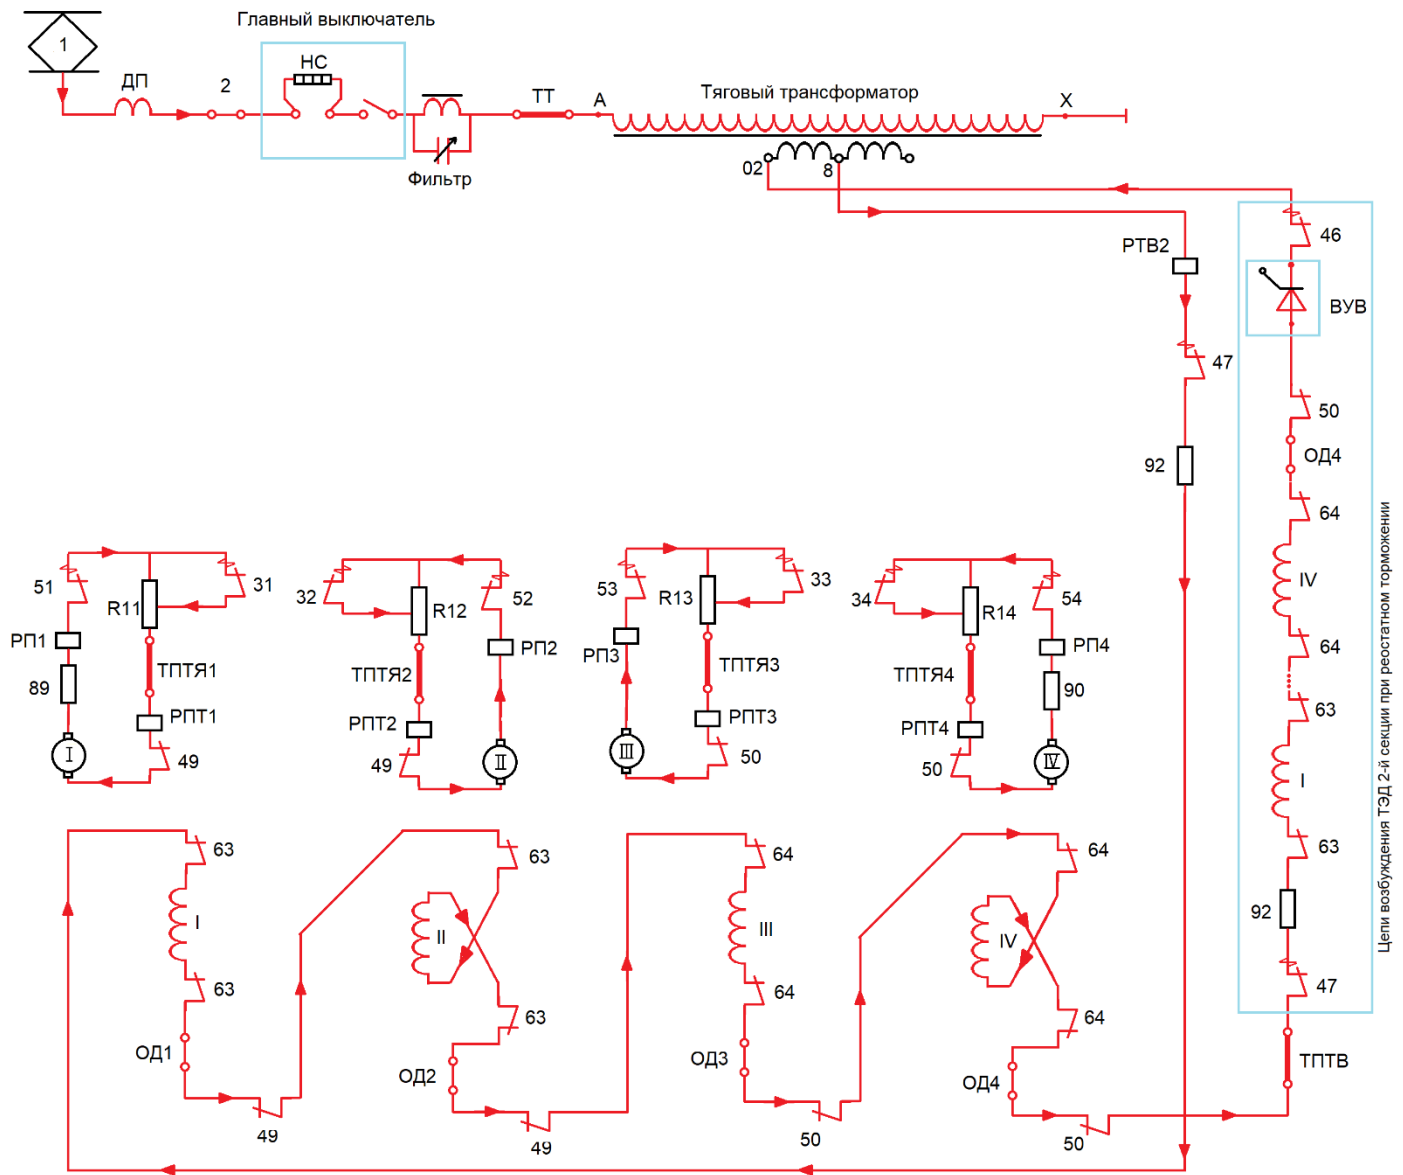 Главный выключатель
1
ДП
2
НС
Фильтр
ТТ
А
Тяговый трансформатор
Х
02
8
РТВ2
47
92
46
ВУВ
50
ОД4
64
IV
64
63
I
63
92
47
ТПТВ
Цепи возбуждения ТЭД 2-й секции при реостатном торможении
51
R11
31
РП1
89
ТПТЯ1
РПТ1
I
49
32
R12
52
ТПТЯ2
РП2
РПТ2
49
II
53
R13
33
РП3
ТПТЯ3
РПТ3
III
50
34
R14
54
ТПТЯ4
РП4
90
РПТ4
50
IV
63
I
63
ОД1
49
63
II
63
ОД2
49
64
III
64
ОД3
50
64
IV
64
ОД4
50